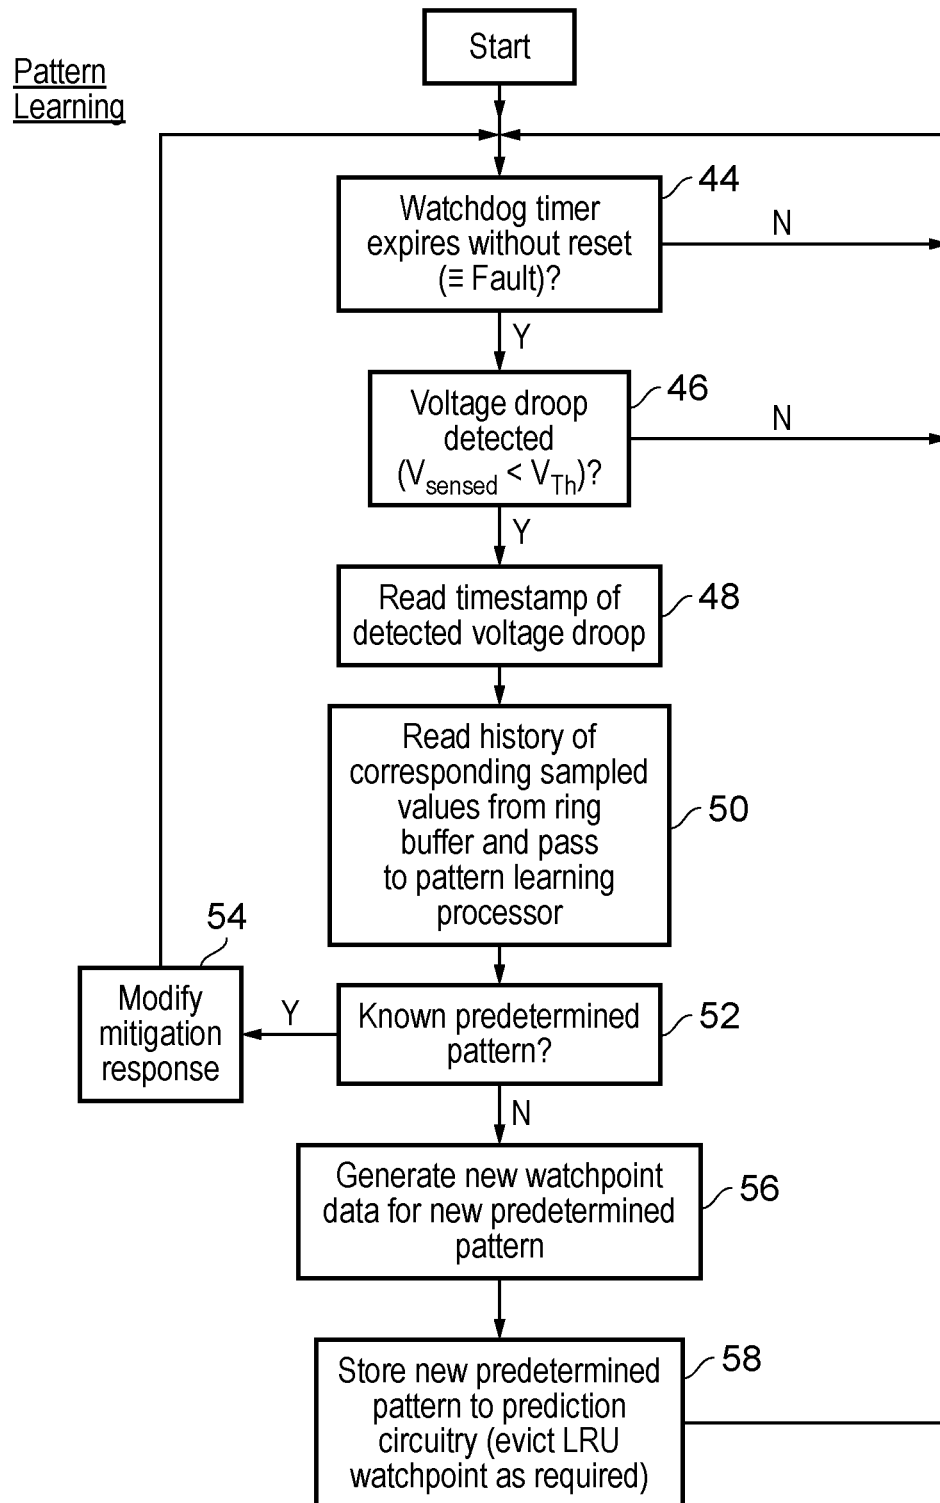 Start
Pattern
Learning
44
Watchdog timer
expires without reset
(≡ Fault)?
N
Y
46
Voltage droop
detected
(Vsensed < VTh)?
N
Y
48
Read timestamp of
detected voltage droop
50
Read history of
corresponding sampled
values from ring
buffer and pass
to pattern learning
processor
54
Modify
mitigation
response
Y
52
Known predetermined
pattern?
N
56
Generate new watchpoint
data for new predetermined
pattern
58
Store new predetermined
pattern to prediction
circuitry (evict LRU
watchpoint as required)